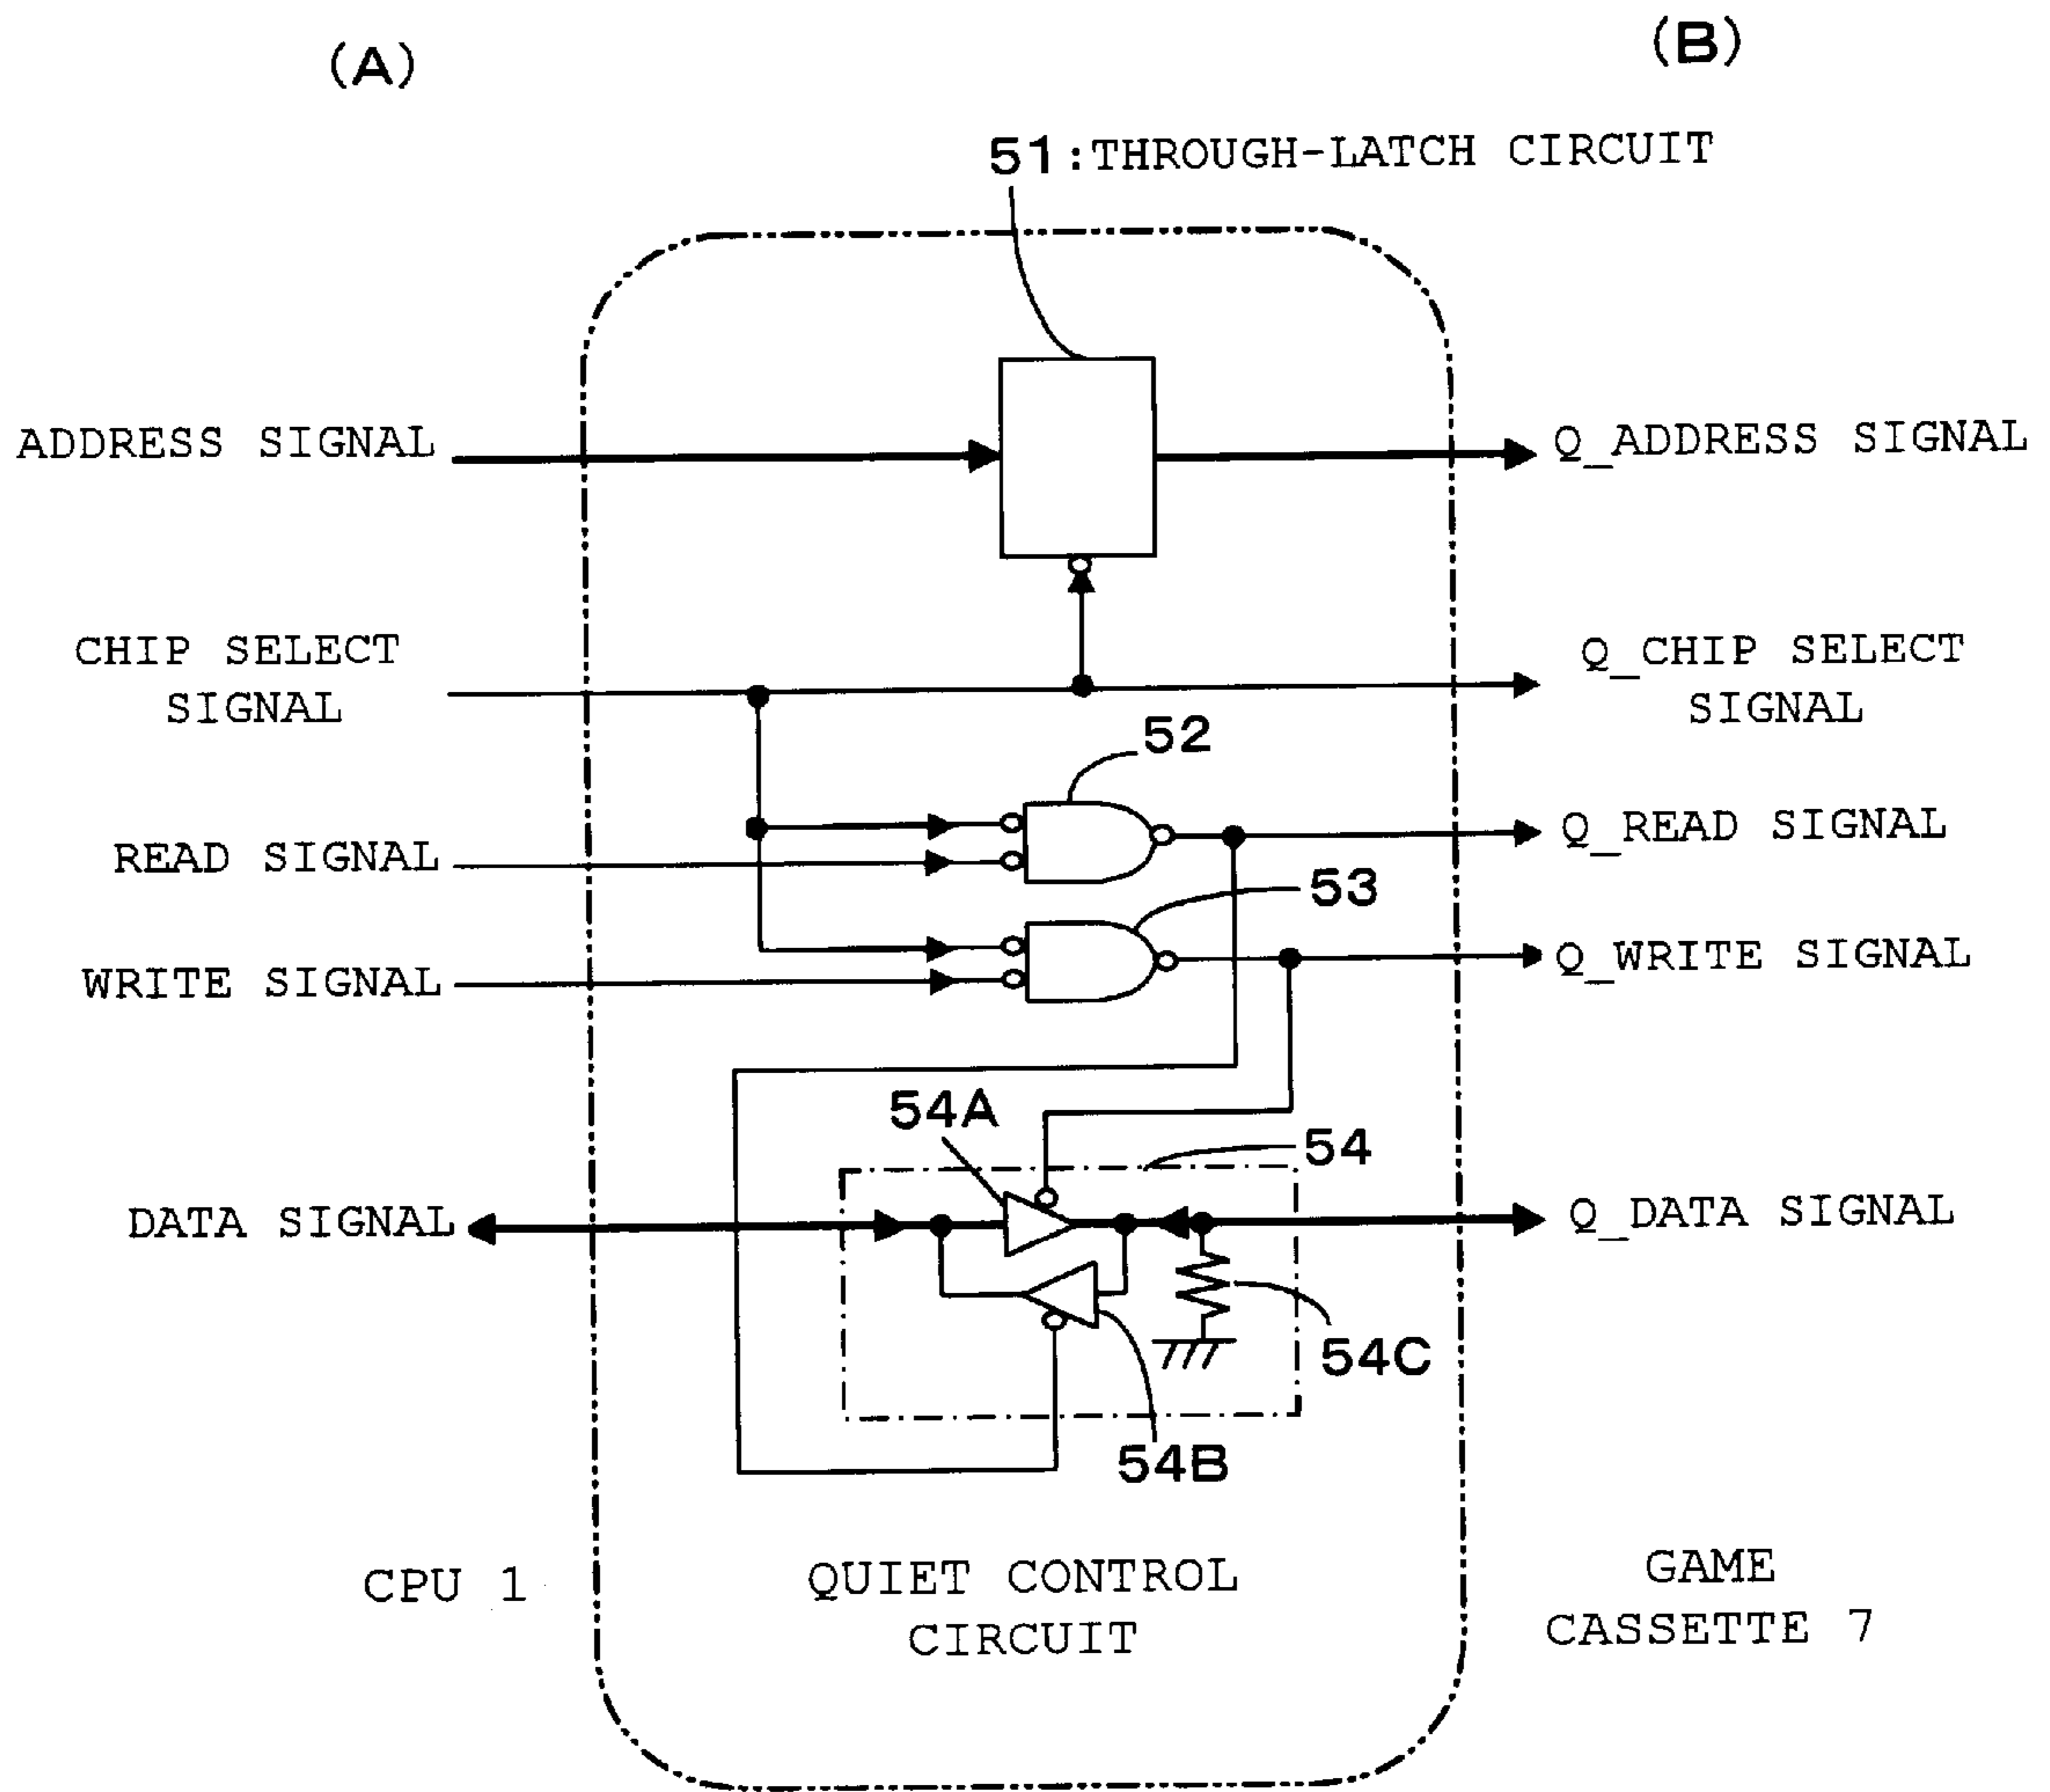 (A)
(B)
51:THROUGH-LATCH CIRCUIT
ADDRESS SIGNAL
Q_ADDRESS SIGNAL
CHIP SELECT
SIGNAL
Q_CHIP SELECT
SIGNAL
52
READ SIGNAL
Q_READ SIGNAL
53
WRITE SIGNAL
Q_WRITE SIGNAL
54A
54
DATA SIGNAL
Q_DATA SIGNAL
54C
54B
CPU 1
QUIET CONTROL
CIRCUIT
GAME
CASSETTE 7